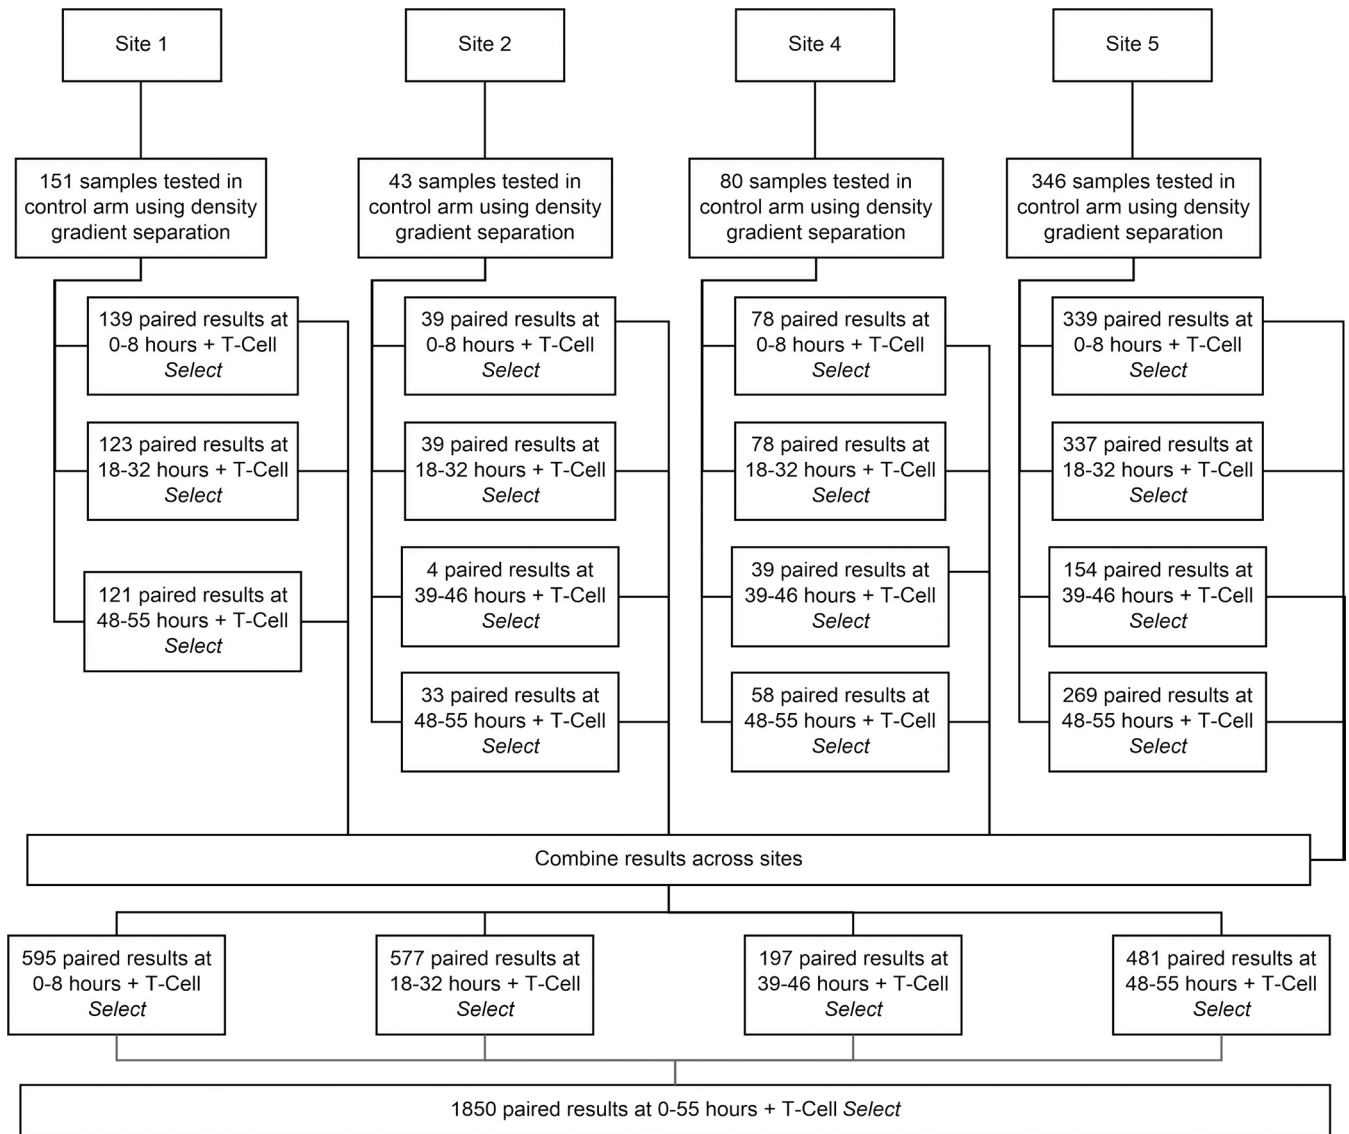 Site 1
Site 2
Site 4
Site 5
151 samples tested in
control arm using density
gradient separation
43 samples tested in
control arm using density
gradient separation
80 samples tested in
control arm using density
gradient separation
346 samples tested in
control arm using density
gradient separation
139 paired results at
0-8 hours + T-Cell
Select
39 paired results at
0-8 hours + T-Cell
Select
78 paired results at
0-8 hours + T-Cell
Select
339 paired results at
0-8 hours + T-Cell
Select
123 paired results at
18-32 hours + T-Cell
Select
39 paired results at
18-32 hours + T-Cell
Select
78 paired results at
18-32 hours + T-Cell
Select
337 paired results at
18-32 hours + T-Cell
Select
4 paired results at
39-46 hours + T-Cell
Select
39 paired results at
39-46 hours + T-Cell
Select
154 paired results at
39-46 hours + T-Cell
Select
121 paired results at
48-55 hours + T-Cell
Select
33 paired results at
48-55 hours + T-Cell
Select
58 paired results at
48-55 hours + T-Cell
Select
269 paired results at
48-55 hours + T-Cell
Select
Combine results across sites
595 paired results at
0-8 hours + T-Cell
Select
577 paired results at
18-32 hours + T-Cell
Select
197 paired results at
39-46 hours + T-Cell
Select
481 paired results at
48-55 hours + T-Cell
Select
1850 paired results at 0-55 hours + T-Cell Select